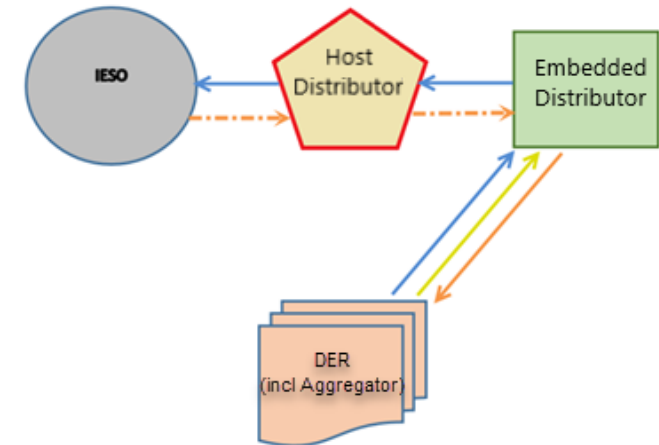 IESO
Host
Distributor
Embedded
Distributor
DER
(incl Aggregator)